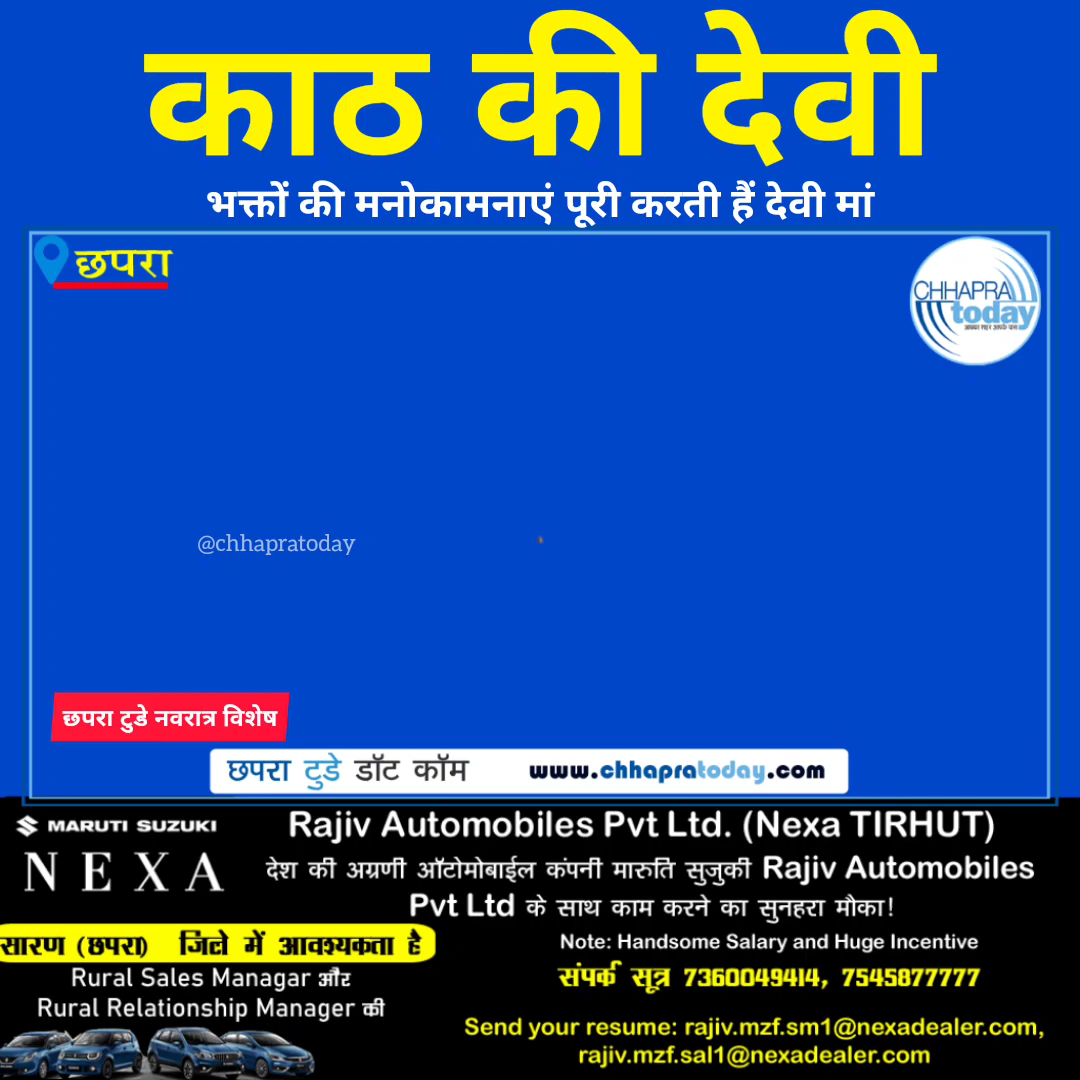 काठ की देवी
भक्तों की मनोकामनाएं पूरी करती हैं देवी मां
छपरा
CHHAPRA
today
आपका शहर आपके पास
@chhapratoday
छपरा टुडे नवरात्र विशेष
छपरा टुडे डॉट कॉम www.chhapratoday.com
MARUTI SUZUKI
NEXA
Rajiv Automobiles Pvt Ltd. (Nexa TIRHUT)
देश की अग्रणी ऑटोमोबाईल कंपनी मारुति सुजुकी Rajiv Automobiles
Pvt Ltd के साथ काम करने का सुनहरा मौका!
सारण (छपरा) जिले में आवश्यकता है
Rural Sales Managar और
Rural Relationship Manager की
Note: Handsome Salary and Huge Incentive
संपर्क सूत्र 7360049414, 7545877777
Send your resume: rajiv.mzf.sm1@nexadealer.com,
rajiv.mzf.sal1@nexadealer.com